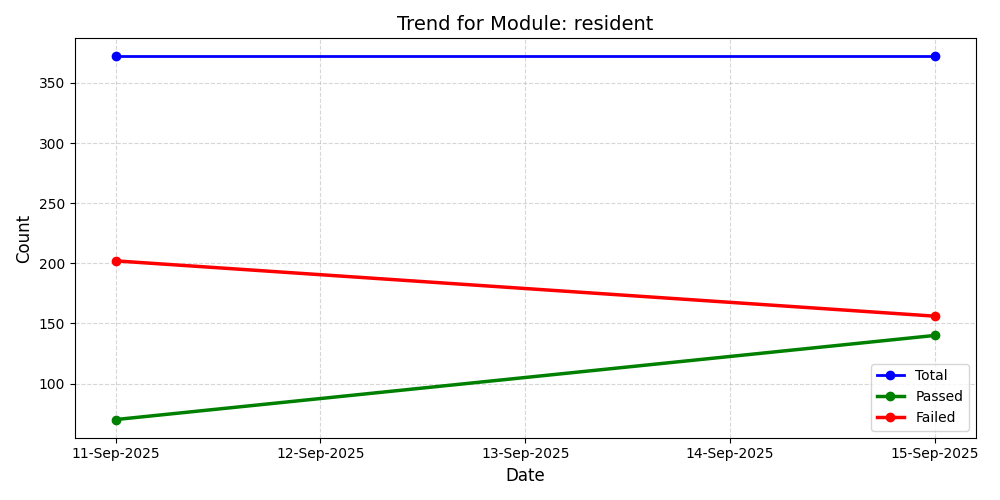 Trend for Module: resident
Count
350
300
250
200
150
100
11-Sep-2025
12-Sep-2025
13-Sep-2025
14-Sep-2025
15-Sep-2025
Date
Total
Passed
Failed